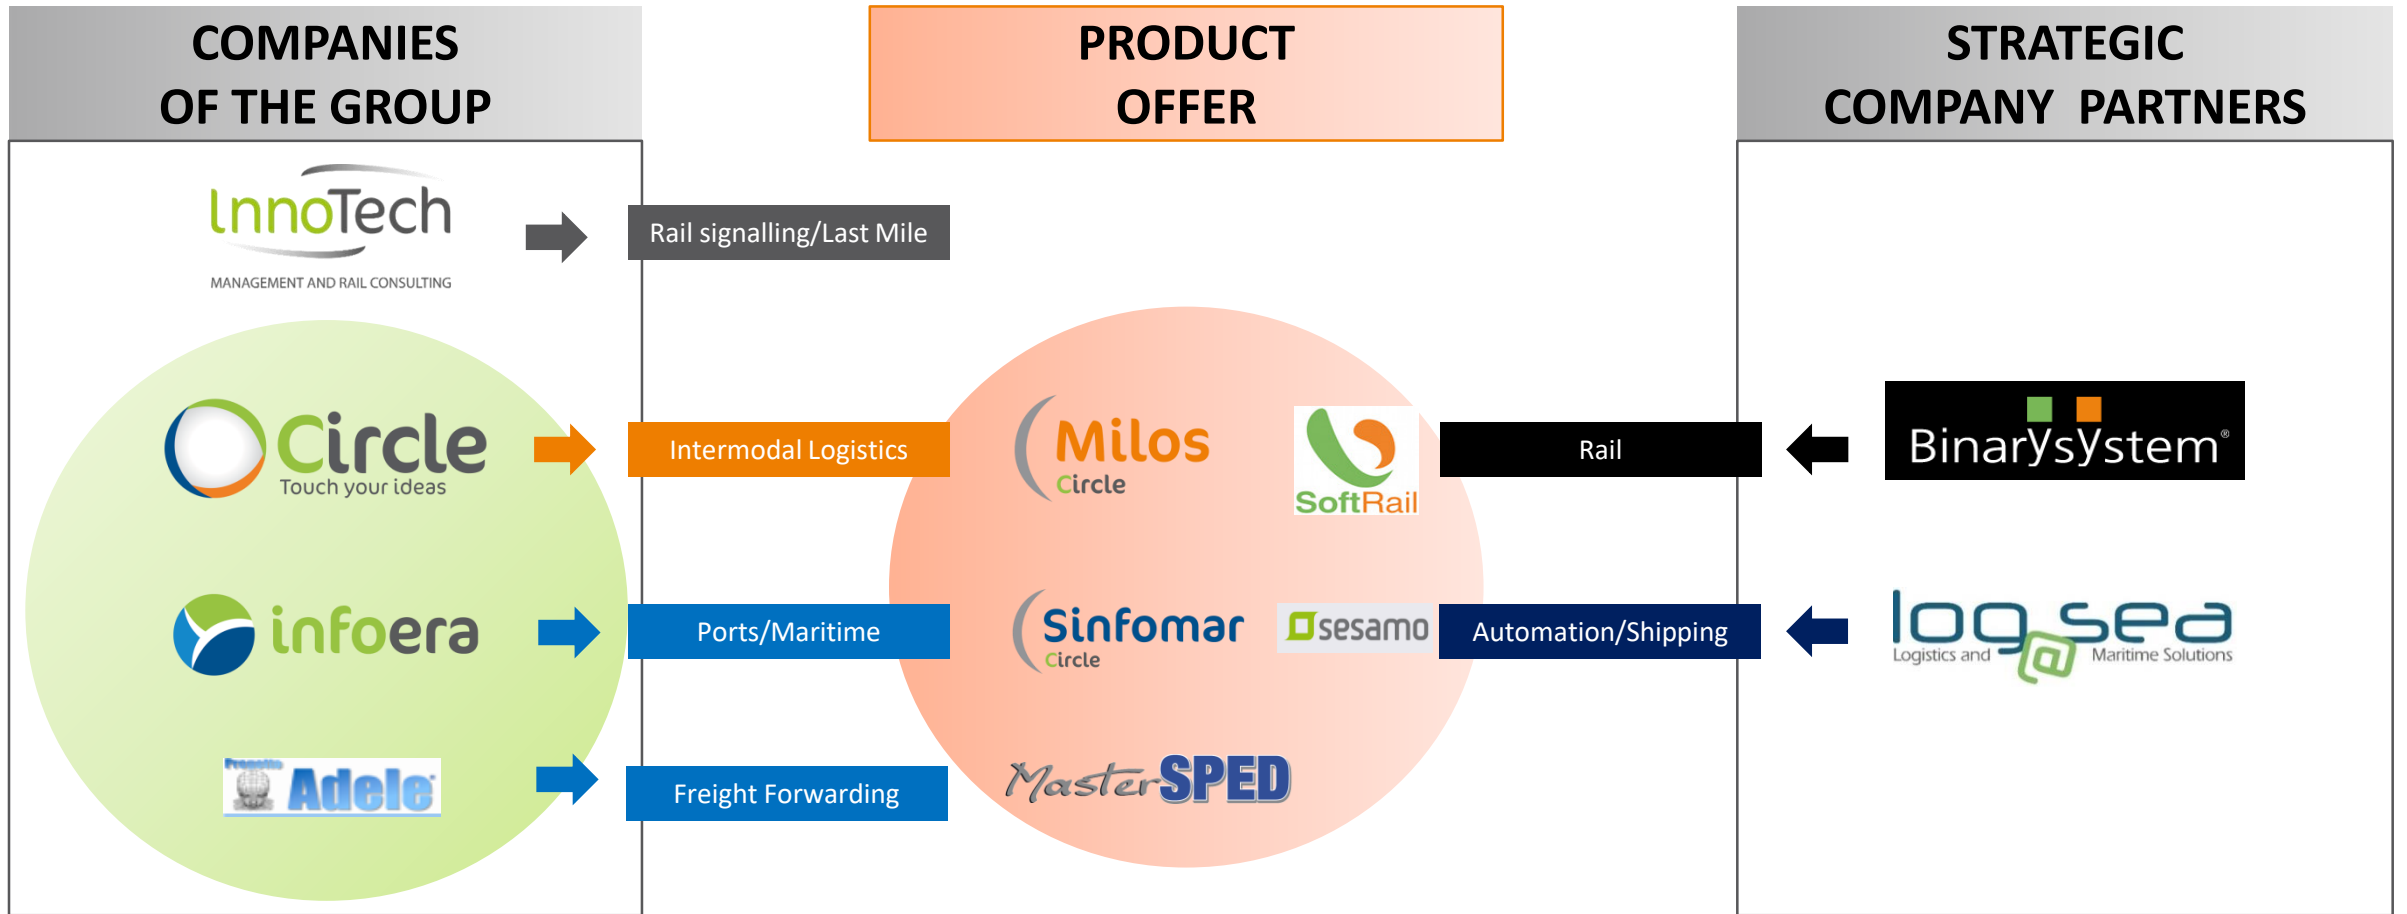 COMPANIES
OF THE GROUP
PRODUCT
OFFER
STRATEGIC
COMPANY PARTNERS
InnoTech
MANAGEMENT AND RAIL CONSULTING
Rail signalling/Last Mile
Circle
Touch your ideas
Intermodal Logistics
Milos
Circle
SoftRail
Rail
Binarysystem®
infoera
Ports/Maritime
Sinfomar
Circle
sesamo
Automation/Shipping
log@sea
Logistics and Maritime Solutions
Progetto
Adele
Freight Forwarding
MasterSPED